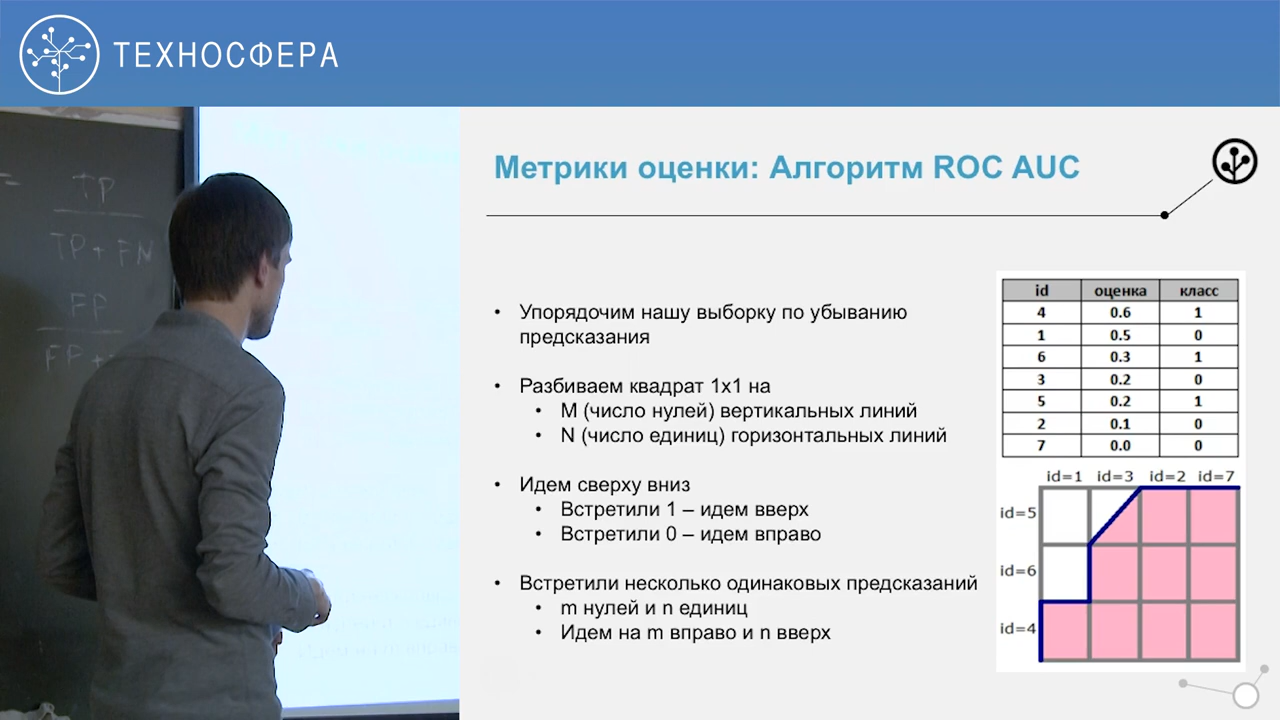 ТЕХНОСФЕРА
TP
TP + FN
FP
FP +
Метрики оценки: Алгоритм ROC AUC
• Упорядочим нашу выборку по убыванию
предсказания
• Разбиваем квадрат 1x1 на
• M (число нулей) вертикальных линий
• N (число единиц) горизонтальных линий
• Идем сверху вниз
• Встретили 1 – идем вверх
• Встретили 0 – идем вправо
• Встретили несколько одинаковых предсказаний
• m нулей и n единиц
• Идем на m вправо и n вверх
id оценка класс
4 0.6 1
1 0.5 0
6 0.3 1
3 0.2 0
5 0.2 1
2 0.1 0
7 0.0 0
id=1 id=3 id=2 id=7
id=5
id=6
id=4